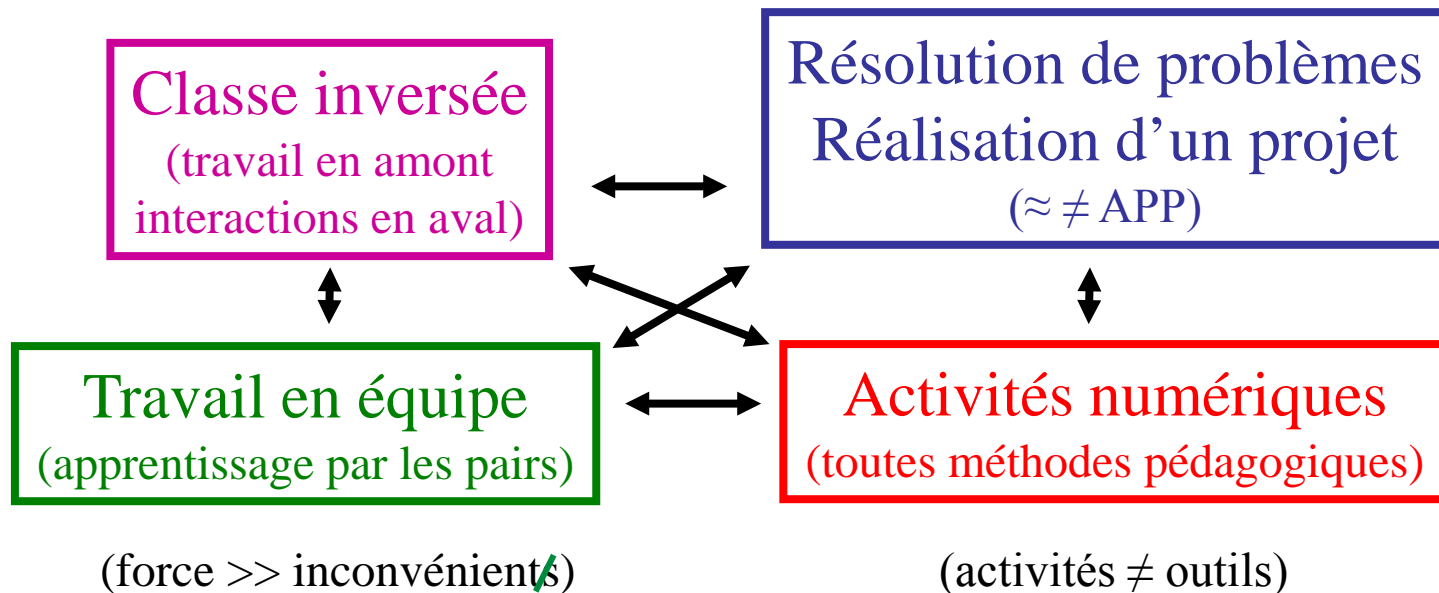 Classe inversée
(travail en amont
interactions en aval)
Résolution de problèmes
Réalisation d’un projet
(≈ ≠ APP)
Travail en équipe
(apprentissage par les pairs)
Activités numériques
(toutes méthodes pédagogiques)
(force >> inconvénients)
(activités ≠ outils)